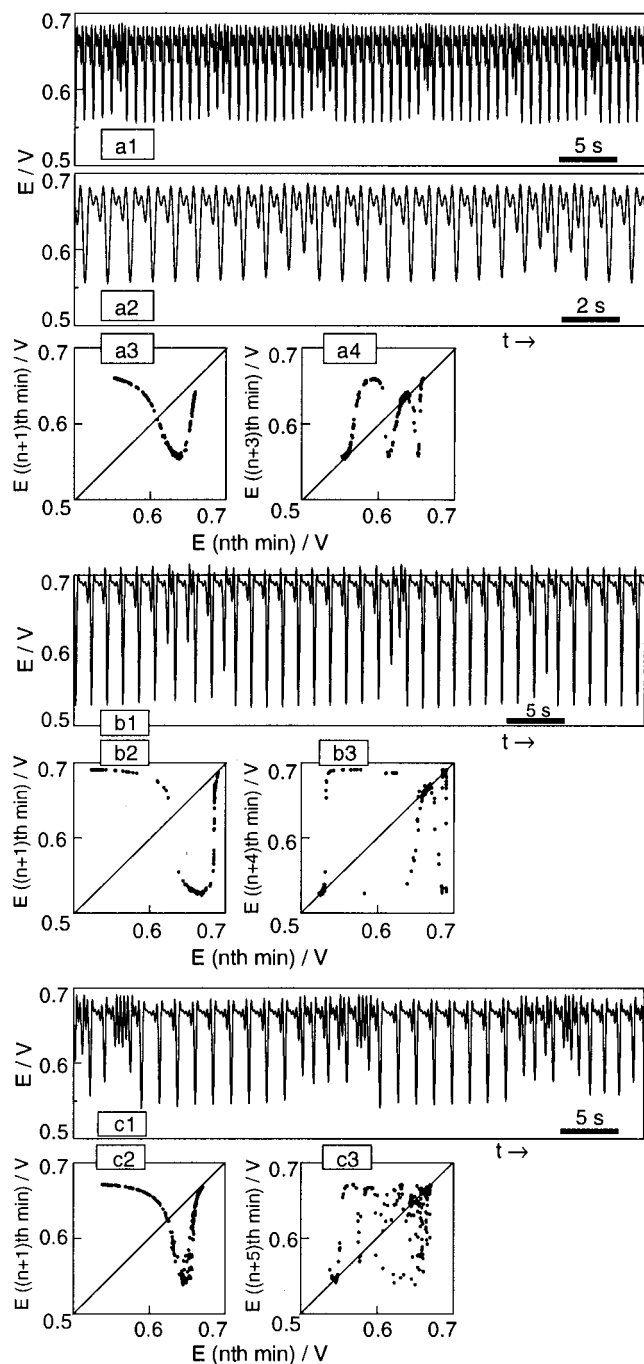 0.7
0.6
0.5
E / V
a1
5 s
0.7
0.6
0.5
a2
2 s
t →
a3
a4
0.7
0.6
0.5
E ((n+1)th min) / V
0.7
0.6
0.5
E ((n+3)th min) / V
0.6 0.7
0.6 0.7
E (nth min) / V
0.7
0.6
0.5
E / V
b1
5 s
t →
b2
b3
0.7
0.6
0.5
E ((n+1)th min) / V
0.7
0.6
0.5
E ((n+4)th min) / V
0.6 0.7
0.6 0.7
E (nth min) / V
0.7
0.6
0.5
E / V
c1
5 s
t →
c2
c3
0.7
0.6
0.5
E ((n+1)th min) / V
0.7
0.6
0.5
E ((n+5)th min) / V
0.6 0.7
0.6 0.7
E (nth min) / V